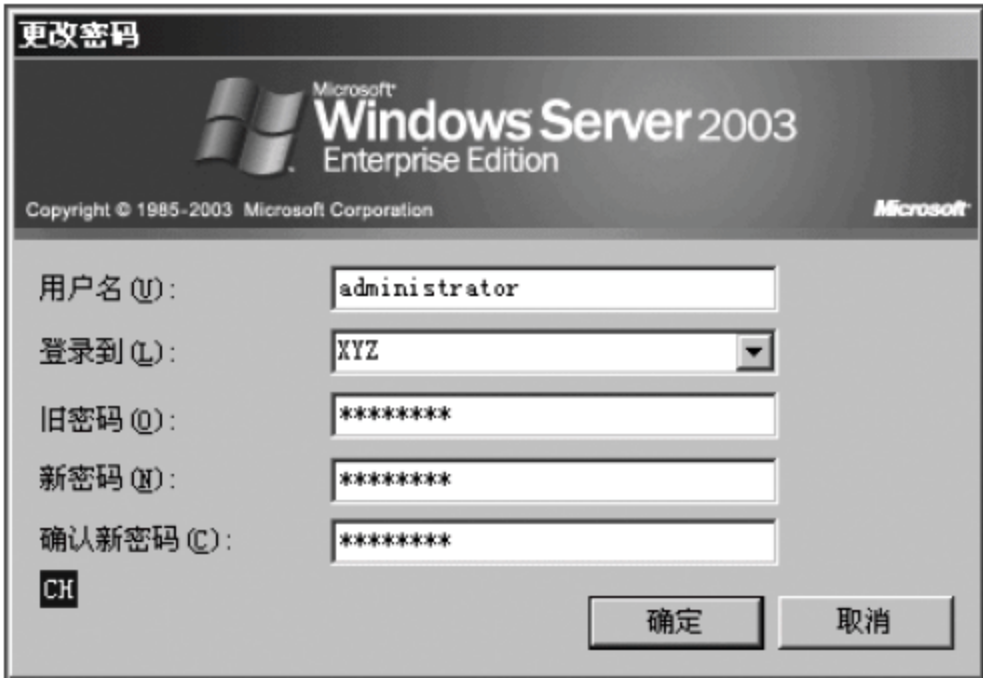 更改密码
Microsoft
Windows Server 2003
Enterprise Edition
Copyright © 1985-2003 Microsoft Corporation Microsoft
用户名(U): administrator
登录到(L): XYZ
旧密码(O): ********
新密码(N): ********
确认新密码(C): ********
CH
确定 取消